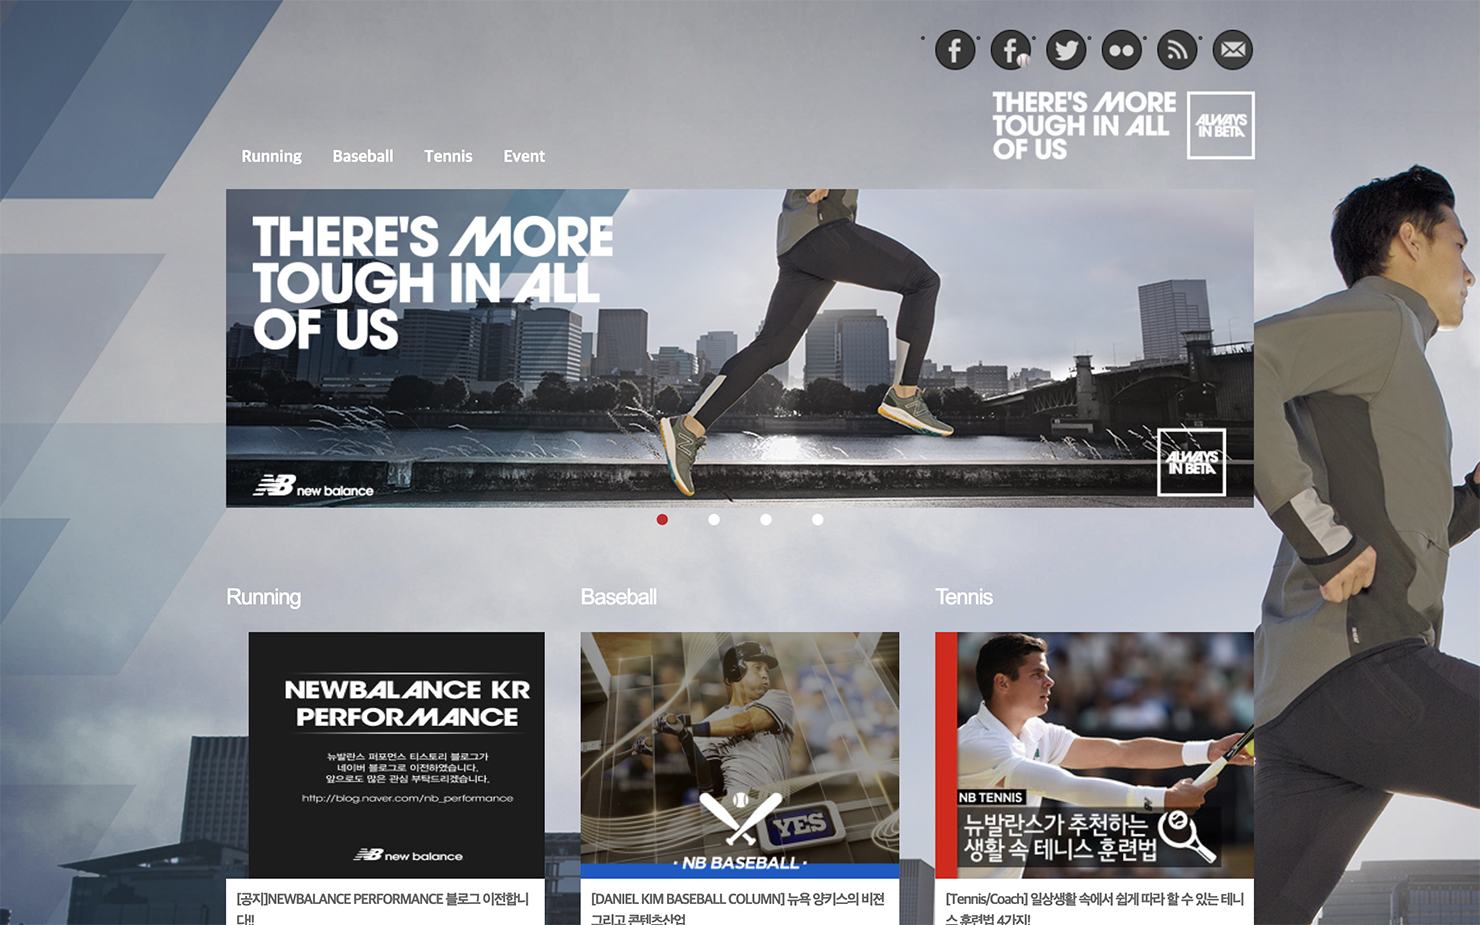 THERE'S MORE
TOUGH IN ALL
OF US
ALWAYS
IN BETA
Running Baseball Tennis Event
THERE'S MORE
TOUGH IN ALL
OF US
NB new balance
ALWAYS
IN BETA
Running
Baseball
Tennis
NEWBALANCE KR
PERFORMANCE
뉴발란스 퍼포먼스 티스토리 블로그가
네이버 블로그로 이전하였습니다.
앞으로도 많은 관심 부탁드리겠습니다.
http://blog.naver.com/nb_performance
NB new balance
[공지]NEWBALANCE PERFORMANCE 블로그 이전합니
다!!
YES
· NB BASEBALL ·
[DANIEL KIM BASEBALL COLUMN] 뉴욕 양키스의 비젼
그리고 콘텐츠산업
NB TENNIS
뉴발란스가 추천하는
생활 속 테니스 훈련법
[Tennis/Coach] 일상생활 속에서 쉽게 따라 할 수 있는 테니
스 훈련법 4가지!